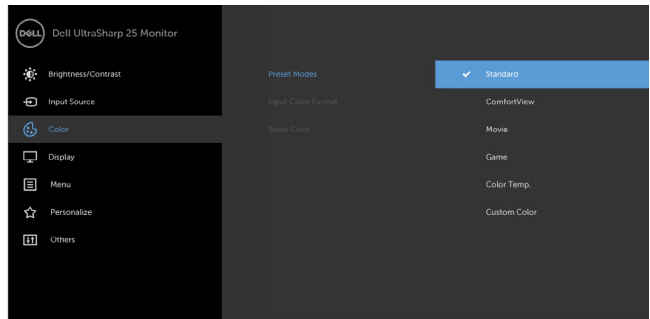 DELL Dell UltraSharp 25 Monitor
Brightness/Contrast
Input Source
Color
Display
Menu
Personalize
Others
Preset Modes
Input Color Format
Reset Color
Standard
ComfortView
Movie
Game
Color Temp.
Custom Color